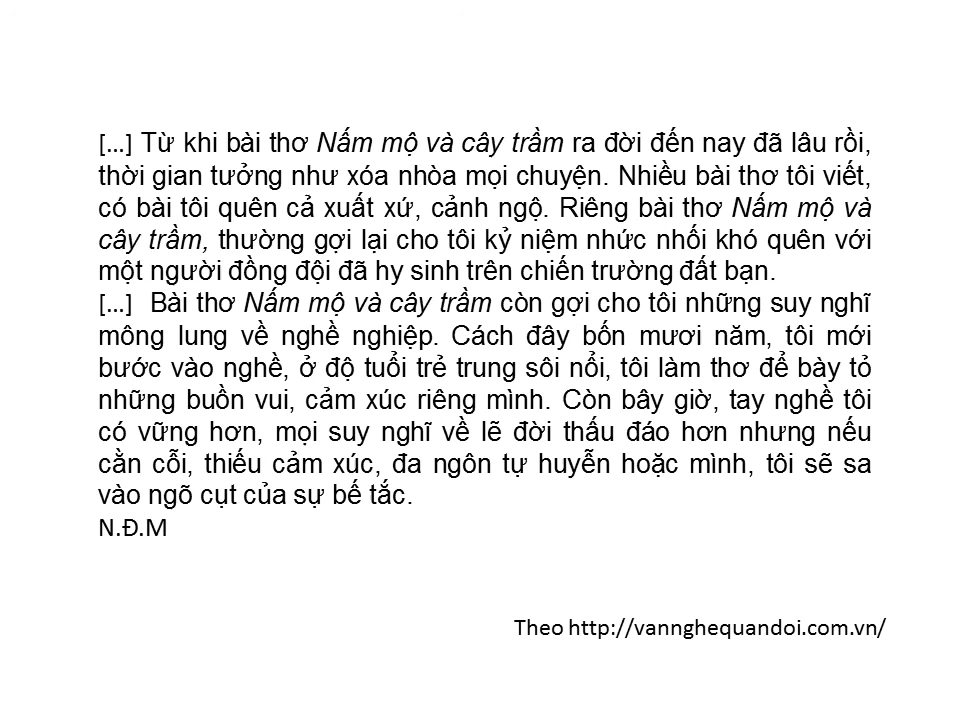 [...] Từ khi bài thơ Nấm mộ và cây trầm ra đời đến nay đã lâu rồi,
thời gian tưởng như xóa nhòa mọi chuyện. Nhiều bài thơ tôi viết,
có bài tôi quên cả xuất xứ, cảnh ngộ. Riêng bài thơ Nấm mộ và
cây trầm, thường gợi lại cho tôi kỷ niệm nhức nhối khó quên với
một người đồng đội đã hy sinh trên chiến trường đất bạn.
[...] Bài thơ Nấm mộ và cây trầm còn gợi cho tôi những suy nghĩ
mông lung về nghề nghiệp. Cách đây bốn mươi năm, tôi mới
bước vào nghề, ở độ tuổi trẻ trung sôi nổi, tôi làm thơ để bày tỏ
những buồn vui, cảm xúc riêng mình. Còn bây giờ, tay nghề tôi
có vững hơn, mọi suy nghĩ về lẽ đời thấu đáo hơn nhưng nếu
cằn cỗi, thiếu cảm xúc, đa ngôn tự huyễn hoặc mình, tôi sẽ sa
vào ngõ cụt của sự bế tắc.
N.Đ.M
Theo http://vannghequandoi.com.vn/